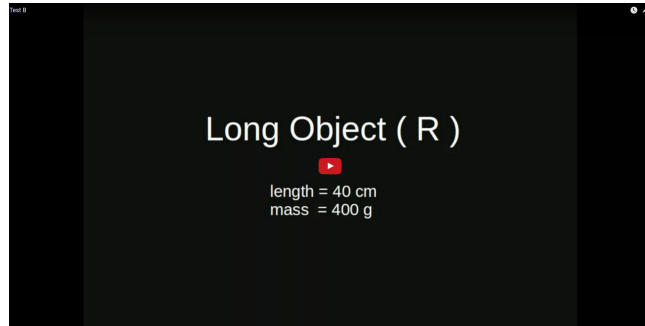 Test B
Long Object ( R )
length = 40 cm
mass  = 400 g